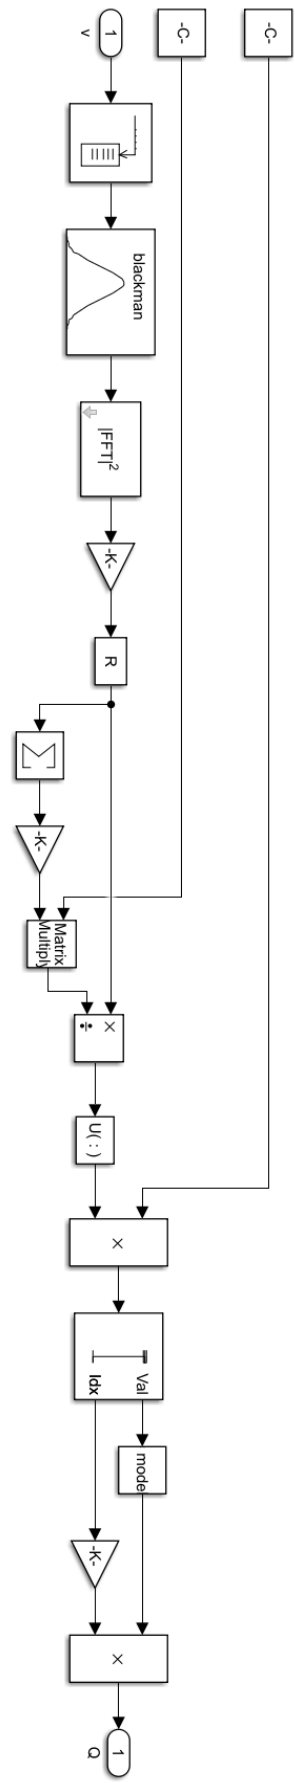 -C-
-C-
1
v
blackman
|FFT|²
-K-
R
-K-
Matrix
Multiply
×
÷
U( : )
×
Val
Idx
mode
-K-
×
1
Q